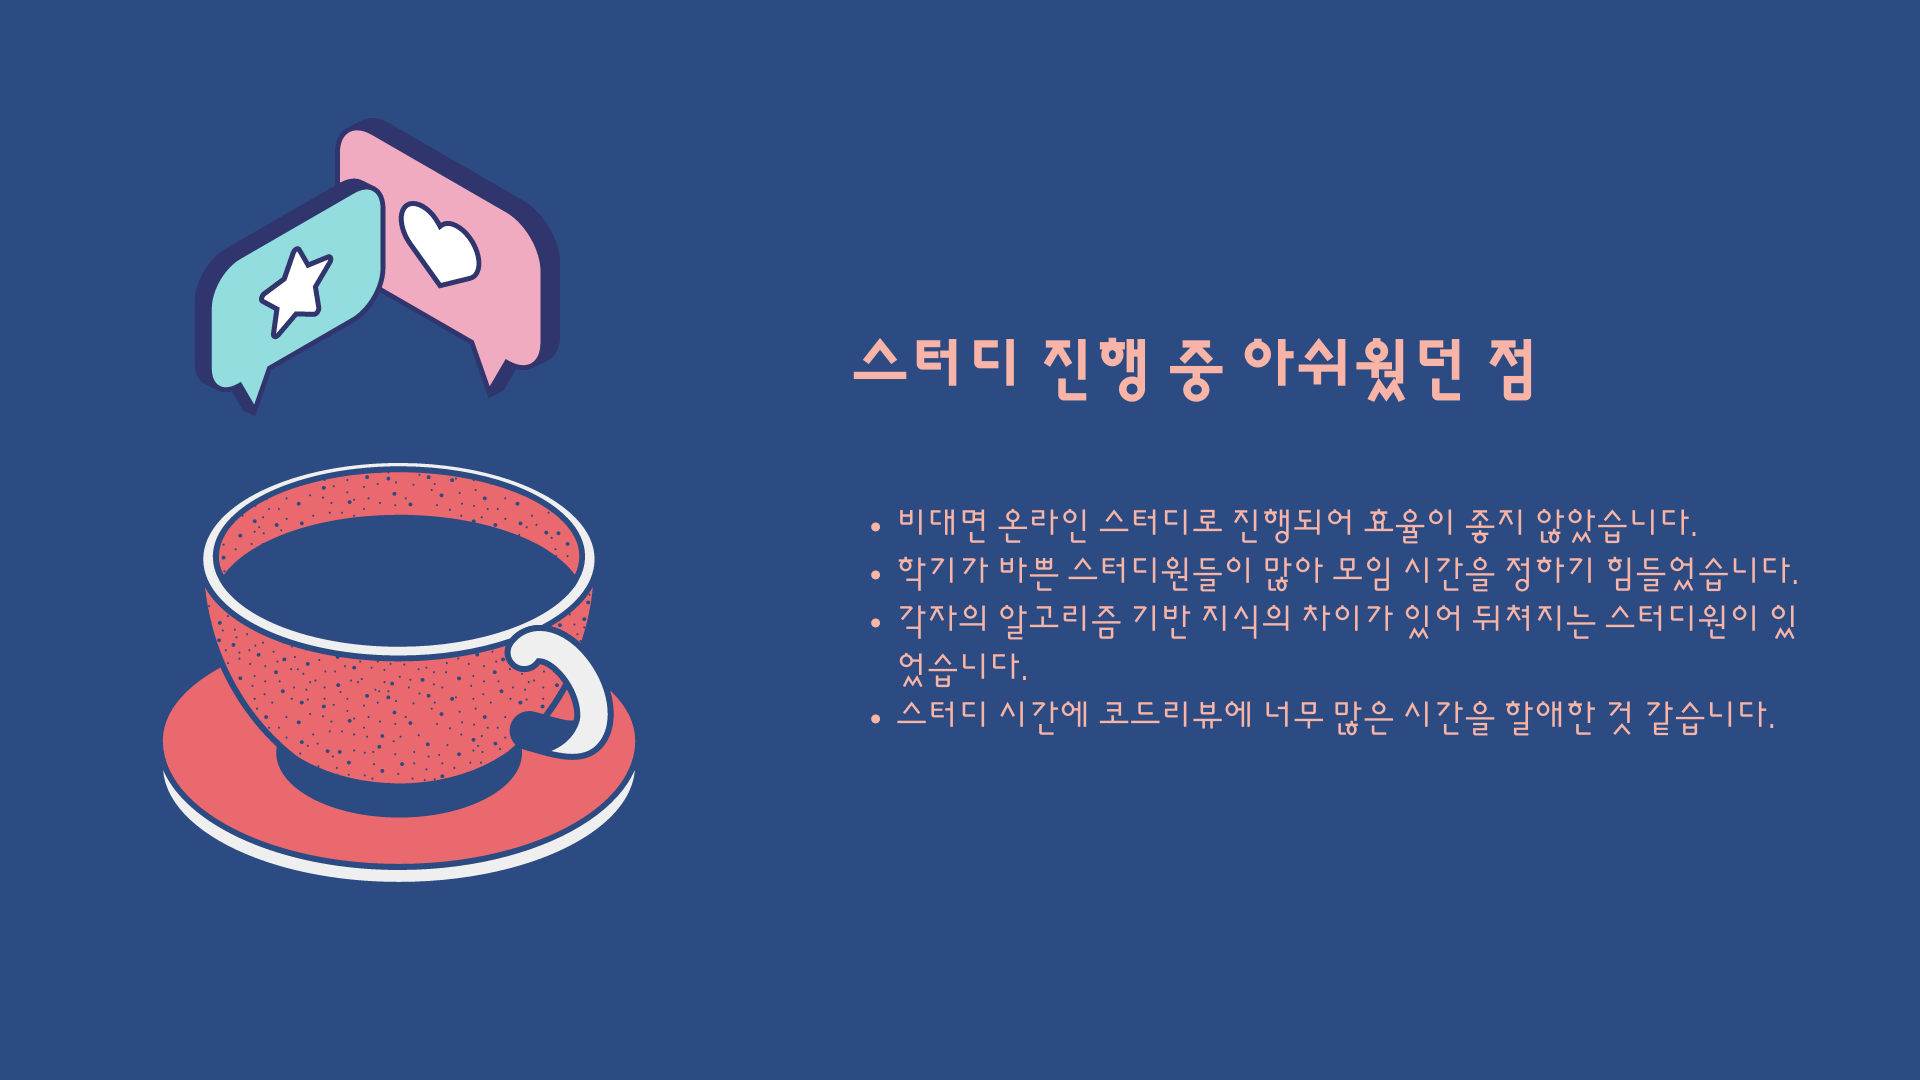 스터디 진행 중 아쉬웠던 점
• 비대면 온라인 스터디로 진행되어 효율이 좋지 않았습니다.
• 학기가 바쁜 스터디원들이 많아 모임 시간을 정하기 힘들었습니다.
• 각자의 알고리즘 기반 지식의 차이가 있어 뒤쳐지는 스터디원이 있
었습니다.
• 스터디 시간에 코드리뷰에 너무 많은 시간을 할애한 것 같습니다.